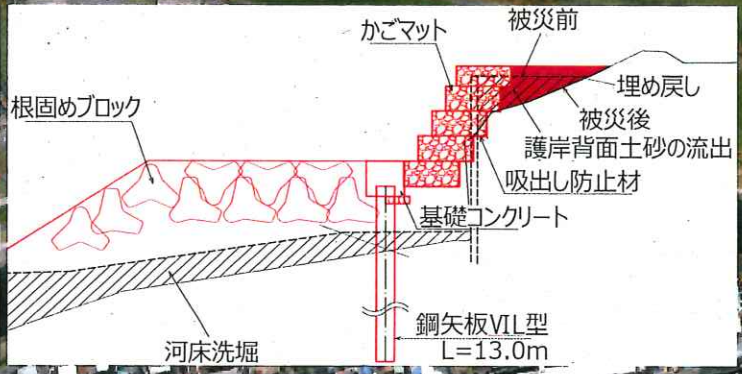 かごマット
被災前
根固めブロック
埋め戻し
被災後
護岸背面土砂の流出
吸出し防止材
基礎コンクリート
鋼矢板VIL型
L=13.0m
河床洗堀